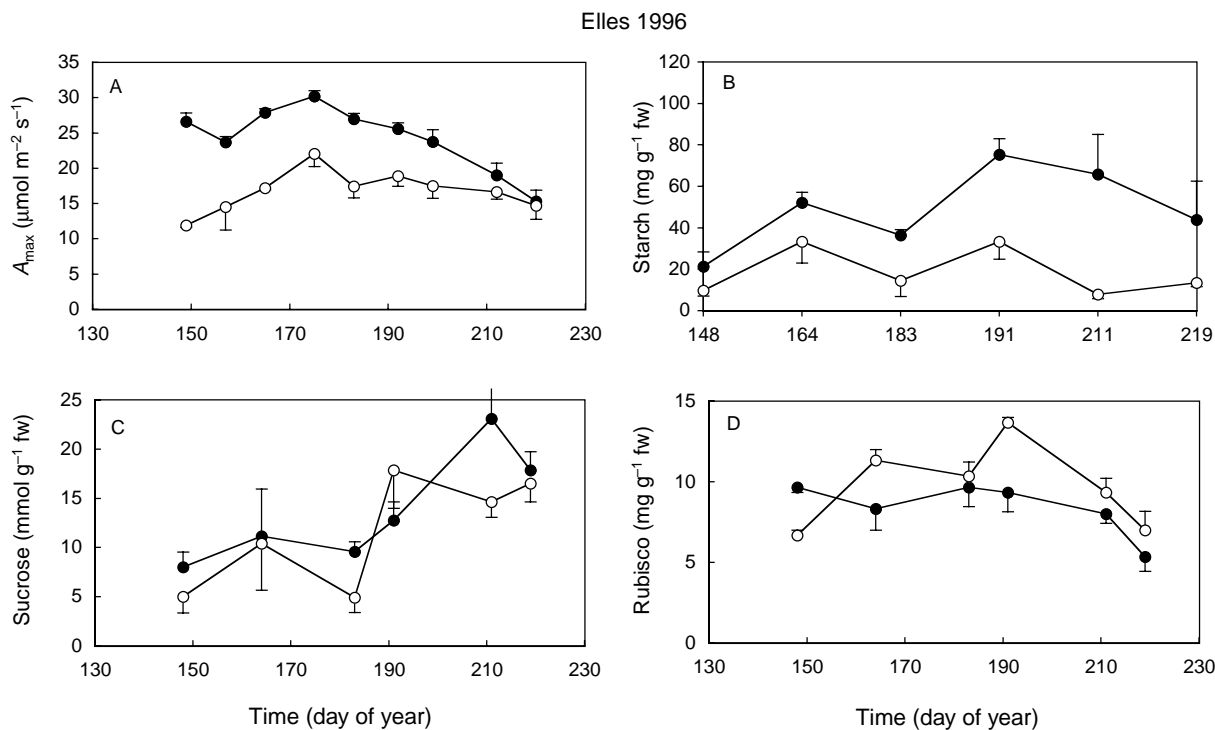 Elles 1996
A
A_max (μmol m⁻² s⁻¹)
35
30
25
20
15
10
5
0
130 150 170 190 210 230
B
Starch (mg g⁻¹ fw)
120
100
80
60
40
20
0
148 164 183 191 211 219
C
Sucrose (mmol g⁻¹ fw)
25
20
15
10
5
0
130 150 170 190 210 230
Time (day of year)
D
Rubisco (mg g⁻¹ fw)
15
10
5
0
130 150 170 190 210 230
Time (day of year)